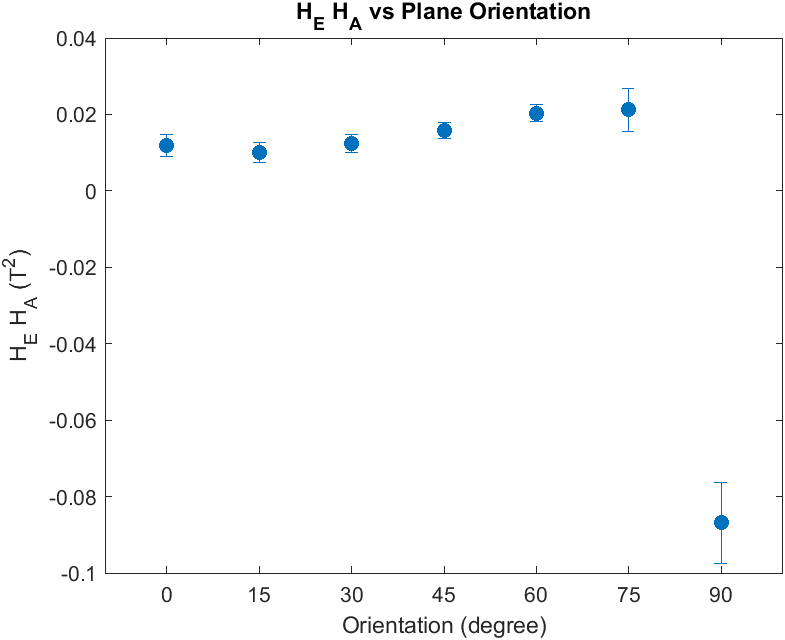 H_E H_A vs Plane Orientation
0.04
0.02
0
-0.02
-0.04
-0.06
-0.08
-0.1
H_E H_A (T^2)
0 15 30 45 60 75 90
Orientation (degree)